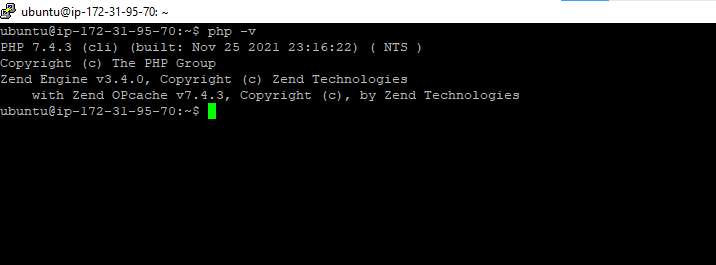 ubuntu@ip-172-31-95-70: ~
ubuntu@ip-172-31-95-70:~$ php -v
PHP 7.4.3 (cli) (built: Nov 25 2021 23:16:22) ( NTS )
Copyright (c) The PHP Group
Zend Engine v3.4.0, Copyright (c) Zend Technologies
    with Zend OPcache v7.4.3, Copyright (c), by Zend Technologies
ubuntu@ip-172-31-95-70:~$